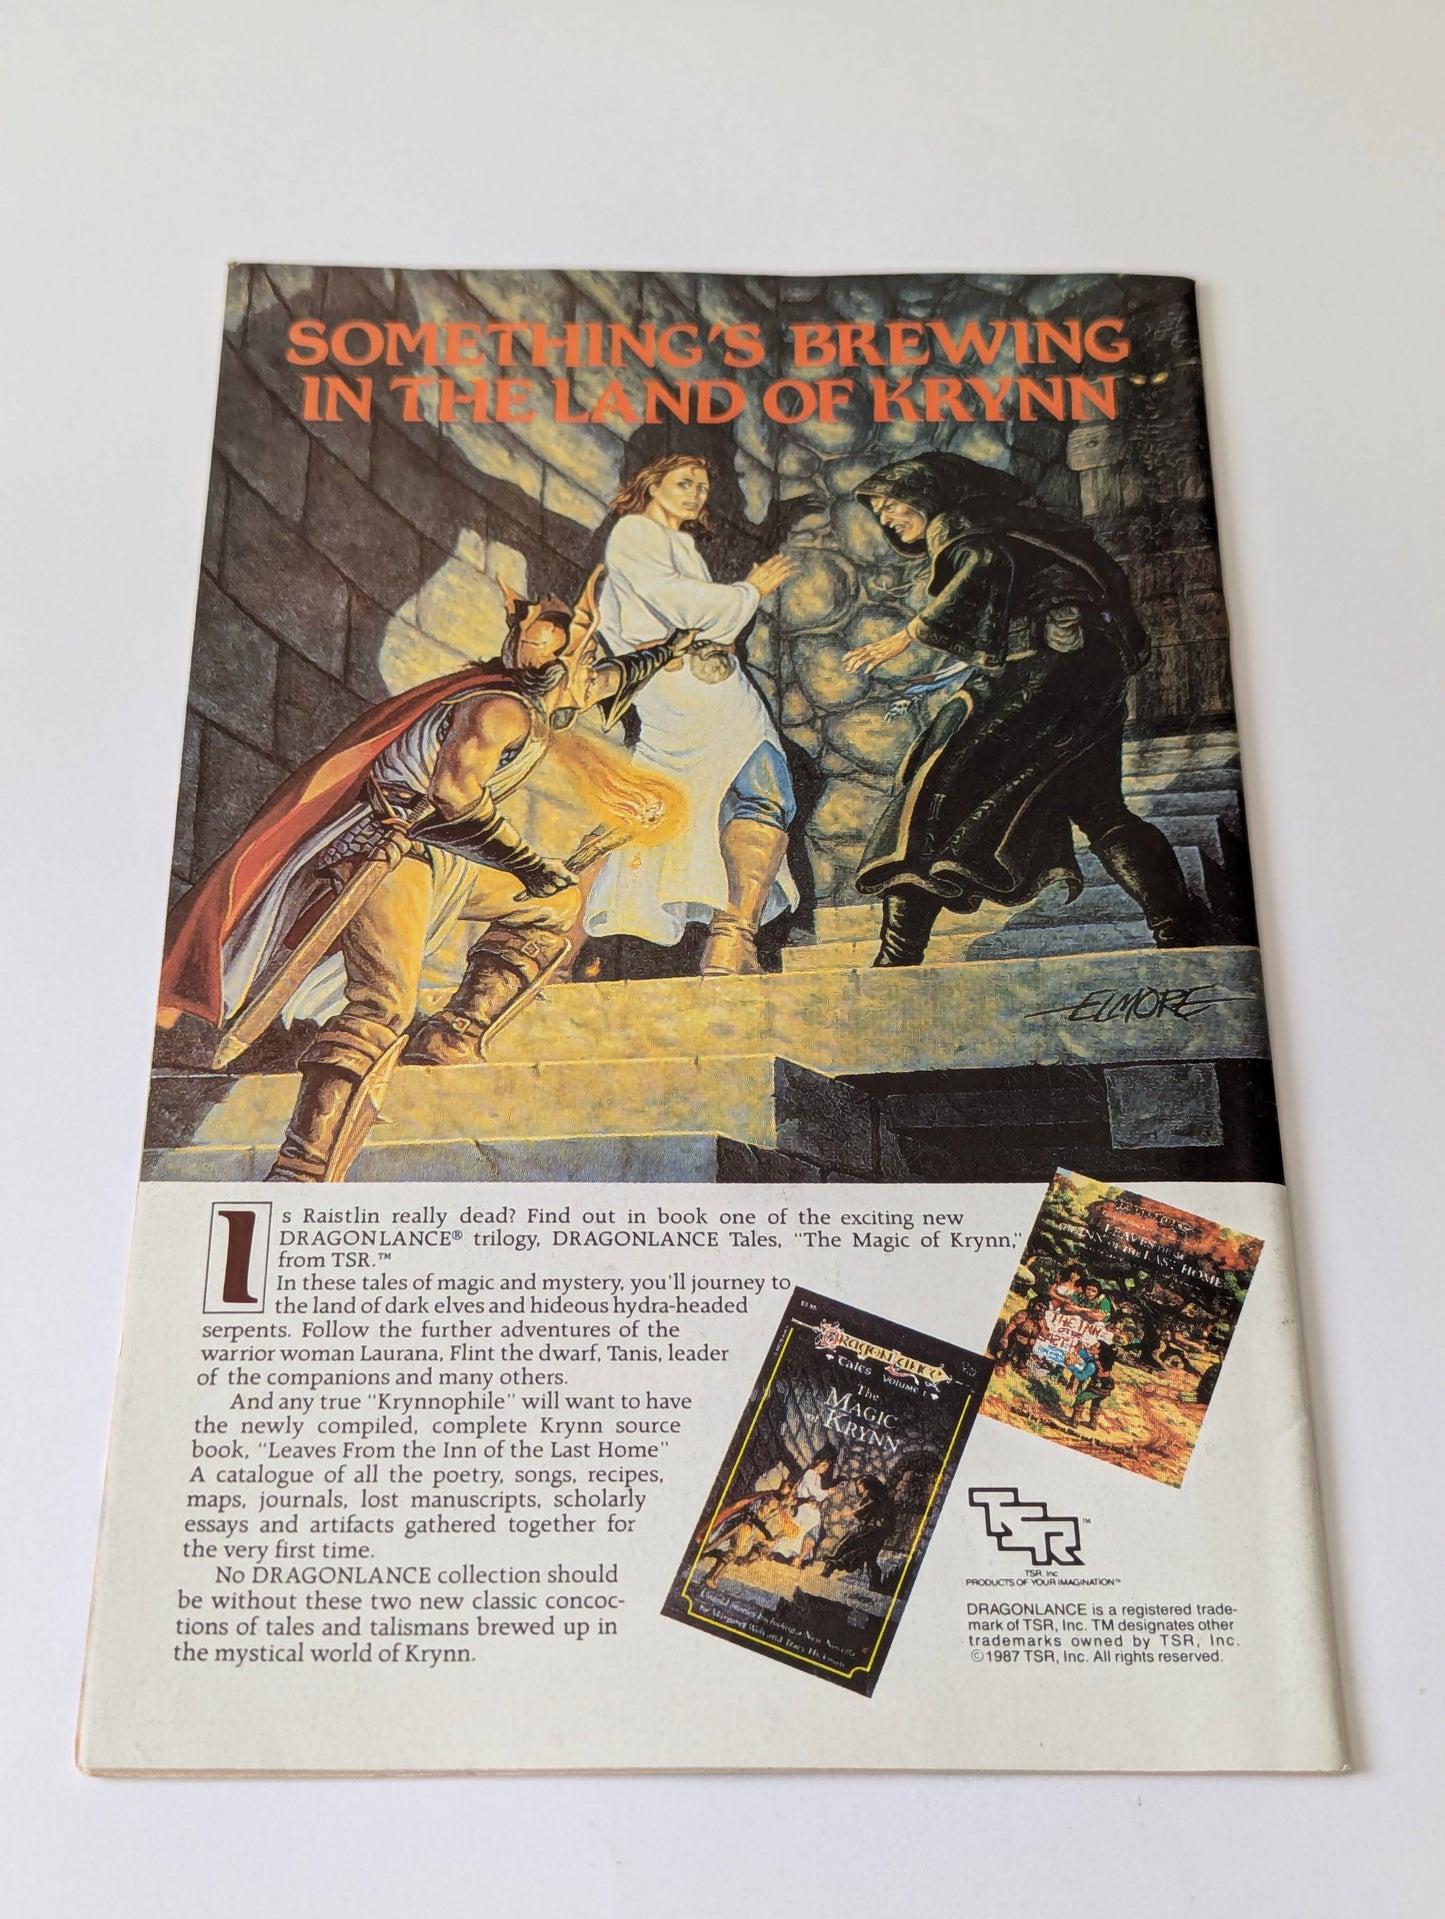 SOMETHING'S BREWING
IN THE LAND OF KRYNN
ELMORE
Is Raistlin really dead? Find out in book one of the exciting new
DRAGONLANCE® trilogy, DRAGONLANCE Tales, "The Magic of Krynn,"
from TSR.™
In these tales of magic and mystery, you'll journey to
the land of dark elves and hideous hydra-headed
serpents. Follow the further adventures of the
warrior woman Laurana, Flint the dwarf, Tanis, leader
of the companions and many others.
And any true "Krynnophile" will want to have
the newly compiled, complete Krynn source
book, "Leaves From the Inn of the Last Home"
A catalogue of all the poetry, songs, recipes,
maps, journals, lost manuscripts, scholarly
essays and artifacts gathered together for
the very first time.
No DRAGONLANCE collection should
be without these two new classic concoc-
tions of tales and talismans brewed up in
the mystical world of Krynn.
DragonLance
Tales Volume 1
The
MAGIC
of KRYNN
LAST HOME
TSR™
TSR, Inc.
PRODUCTS OF YOUR IMAGINATION™
DRAGONLANCE is a registered trade-
mark of TSR, Inc. TM designates other
trademarks owned by TSR, Inc.
©1987 TSR, Inc. All rights reserved.